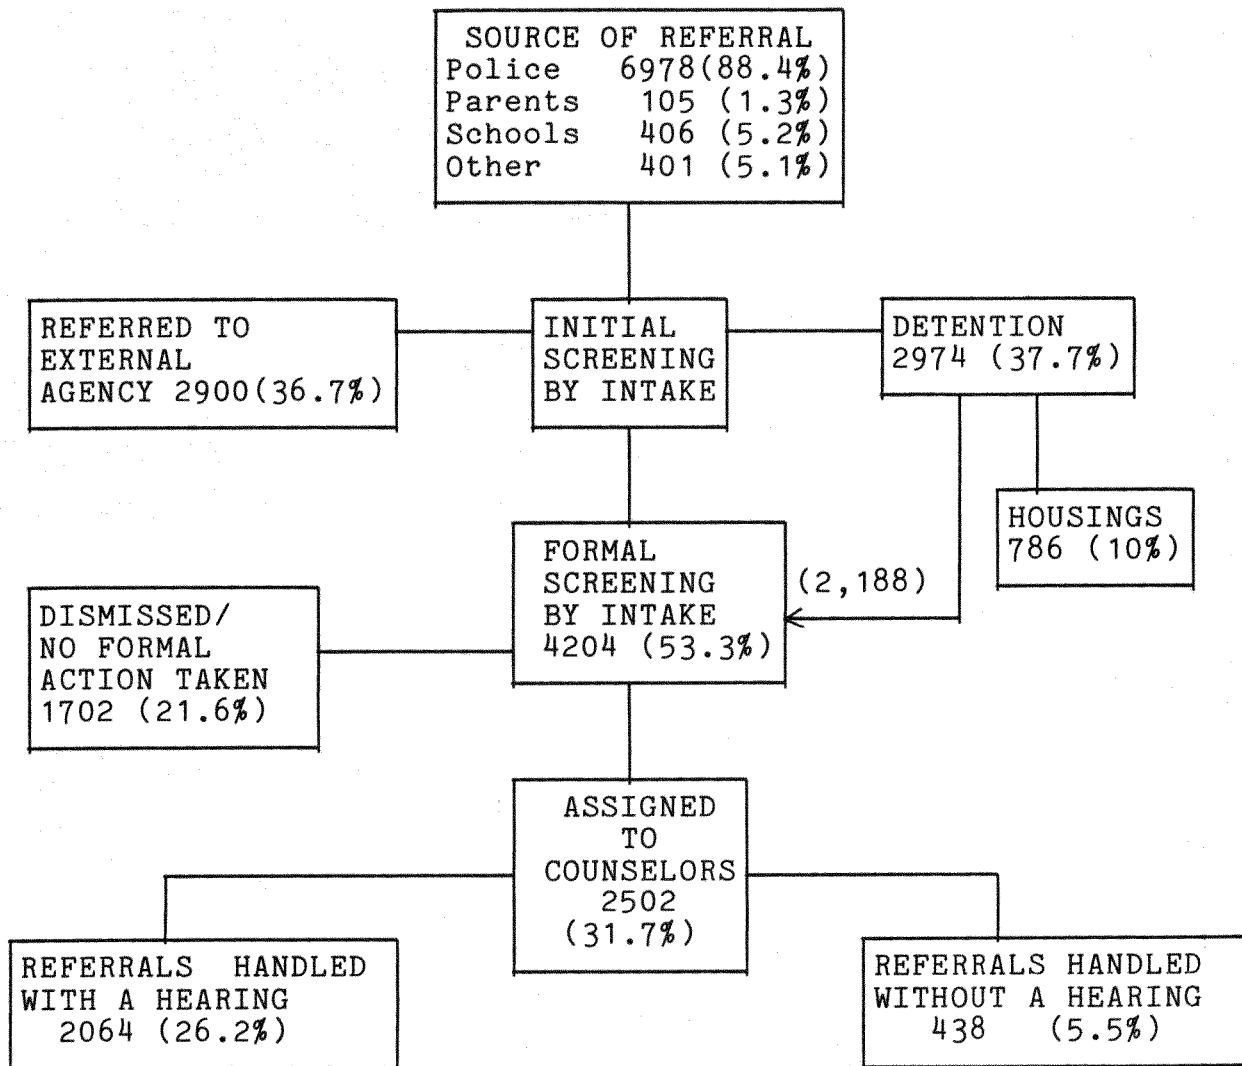 SOURCE OF REFERRAL
Police 6978(88.4%)
Parents 105 (1.3%)
Schools 406 (5.2%)
Other 401 (5.1%)
REFERRED TO
EXTERNAL
AGENCY 2900(36.7%)
INITIAL
SCREENING
BY INTAKE
DETENTION
2974 (37.7%)
HOUSINGS
786 (10%)
FORMAL
SCREENING
BY INTAKE
4204 (53.3%)
(2,188)
DISMISSED/
NO FORMAL
ACTION TAKEN
1702 (21.6%)
ASSIGNED
TO
COUNSELORS
2502
(31.7%)
REFERRALS HANDLED
WITH A HEARING
2064 (26.2%)
REFERRALS HANDLED
WITHOUT A HEARING
438 (5.5%)